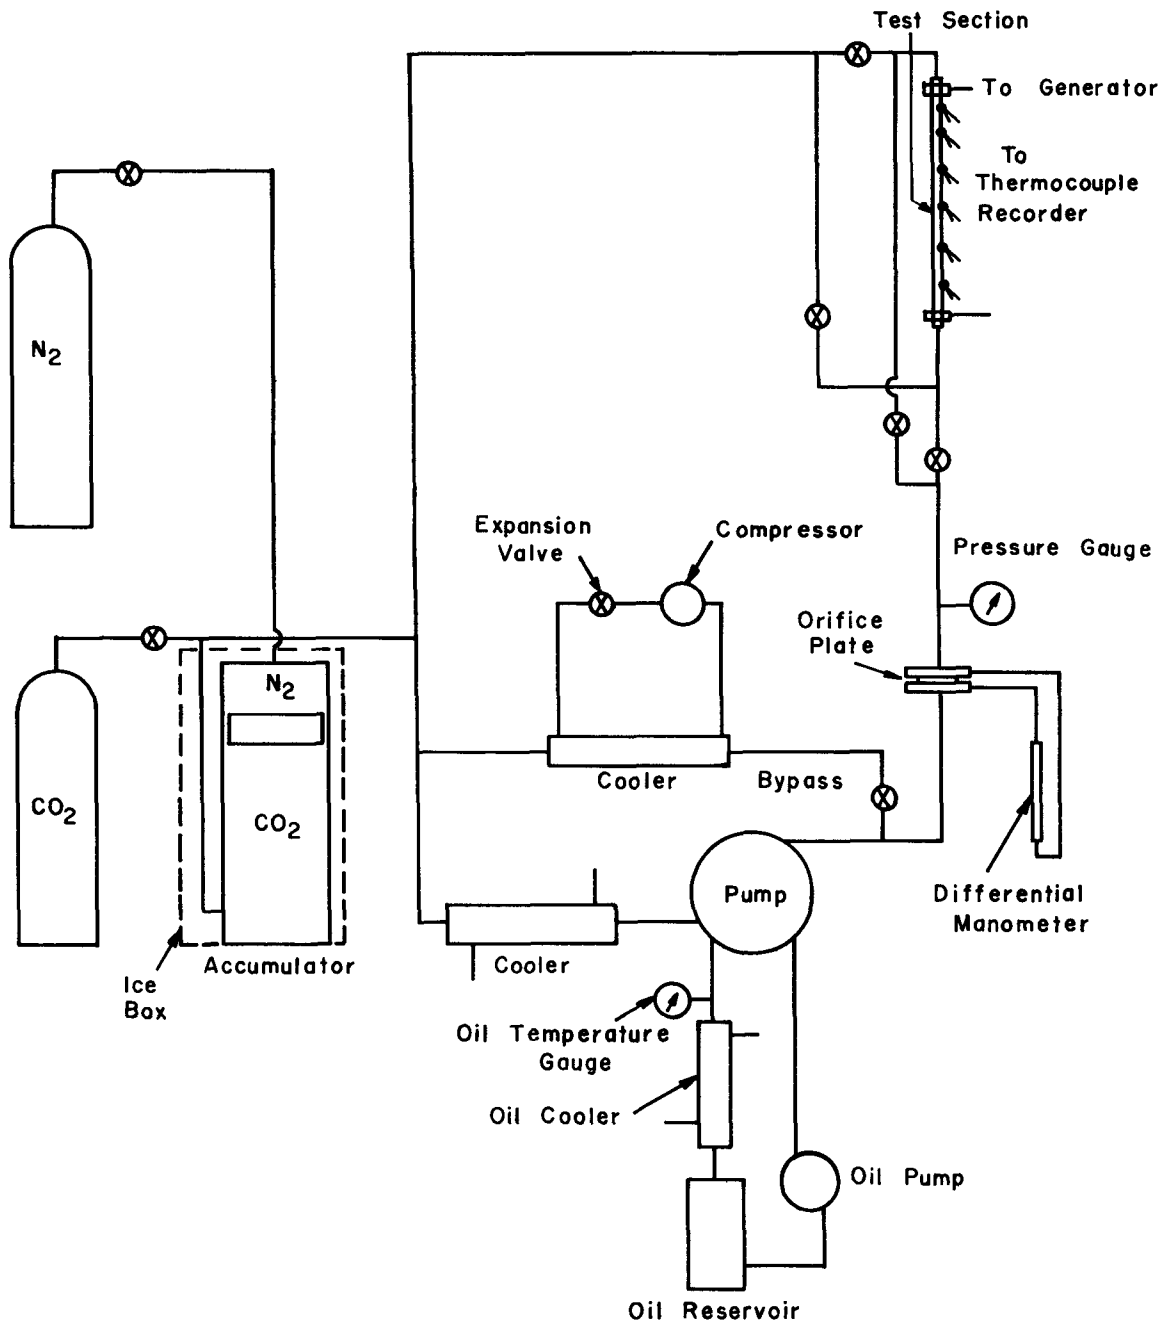 Test Section
To Generator
To
Thermocouple
Recorder
N2
Expansion
Valve
Compressor
Pressure Gauge
Orifice
Plate
N2
CO2
CO2
Cooler
Bypass
Pump
Differential
Manometer
Cooler
Accumulator
Ice
Box
Oil Temperature
Gauge
Oil Cooler
Oil Pump
Oil Reservoir